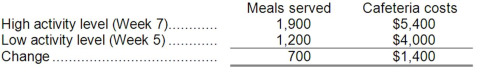 Meals served Cafeteria costs
High activity level (Week 7)............ 1,900 $5,400
Low activity level (Week 5)............ 1,200 $4,000
Change ........................................ 700 $1,400